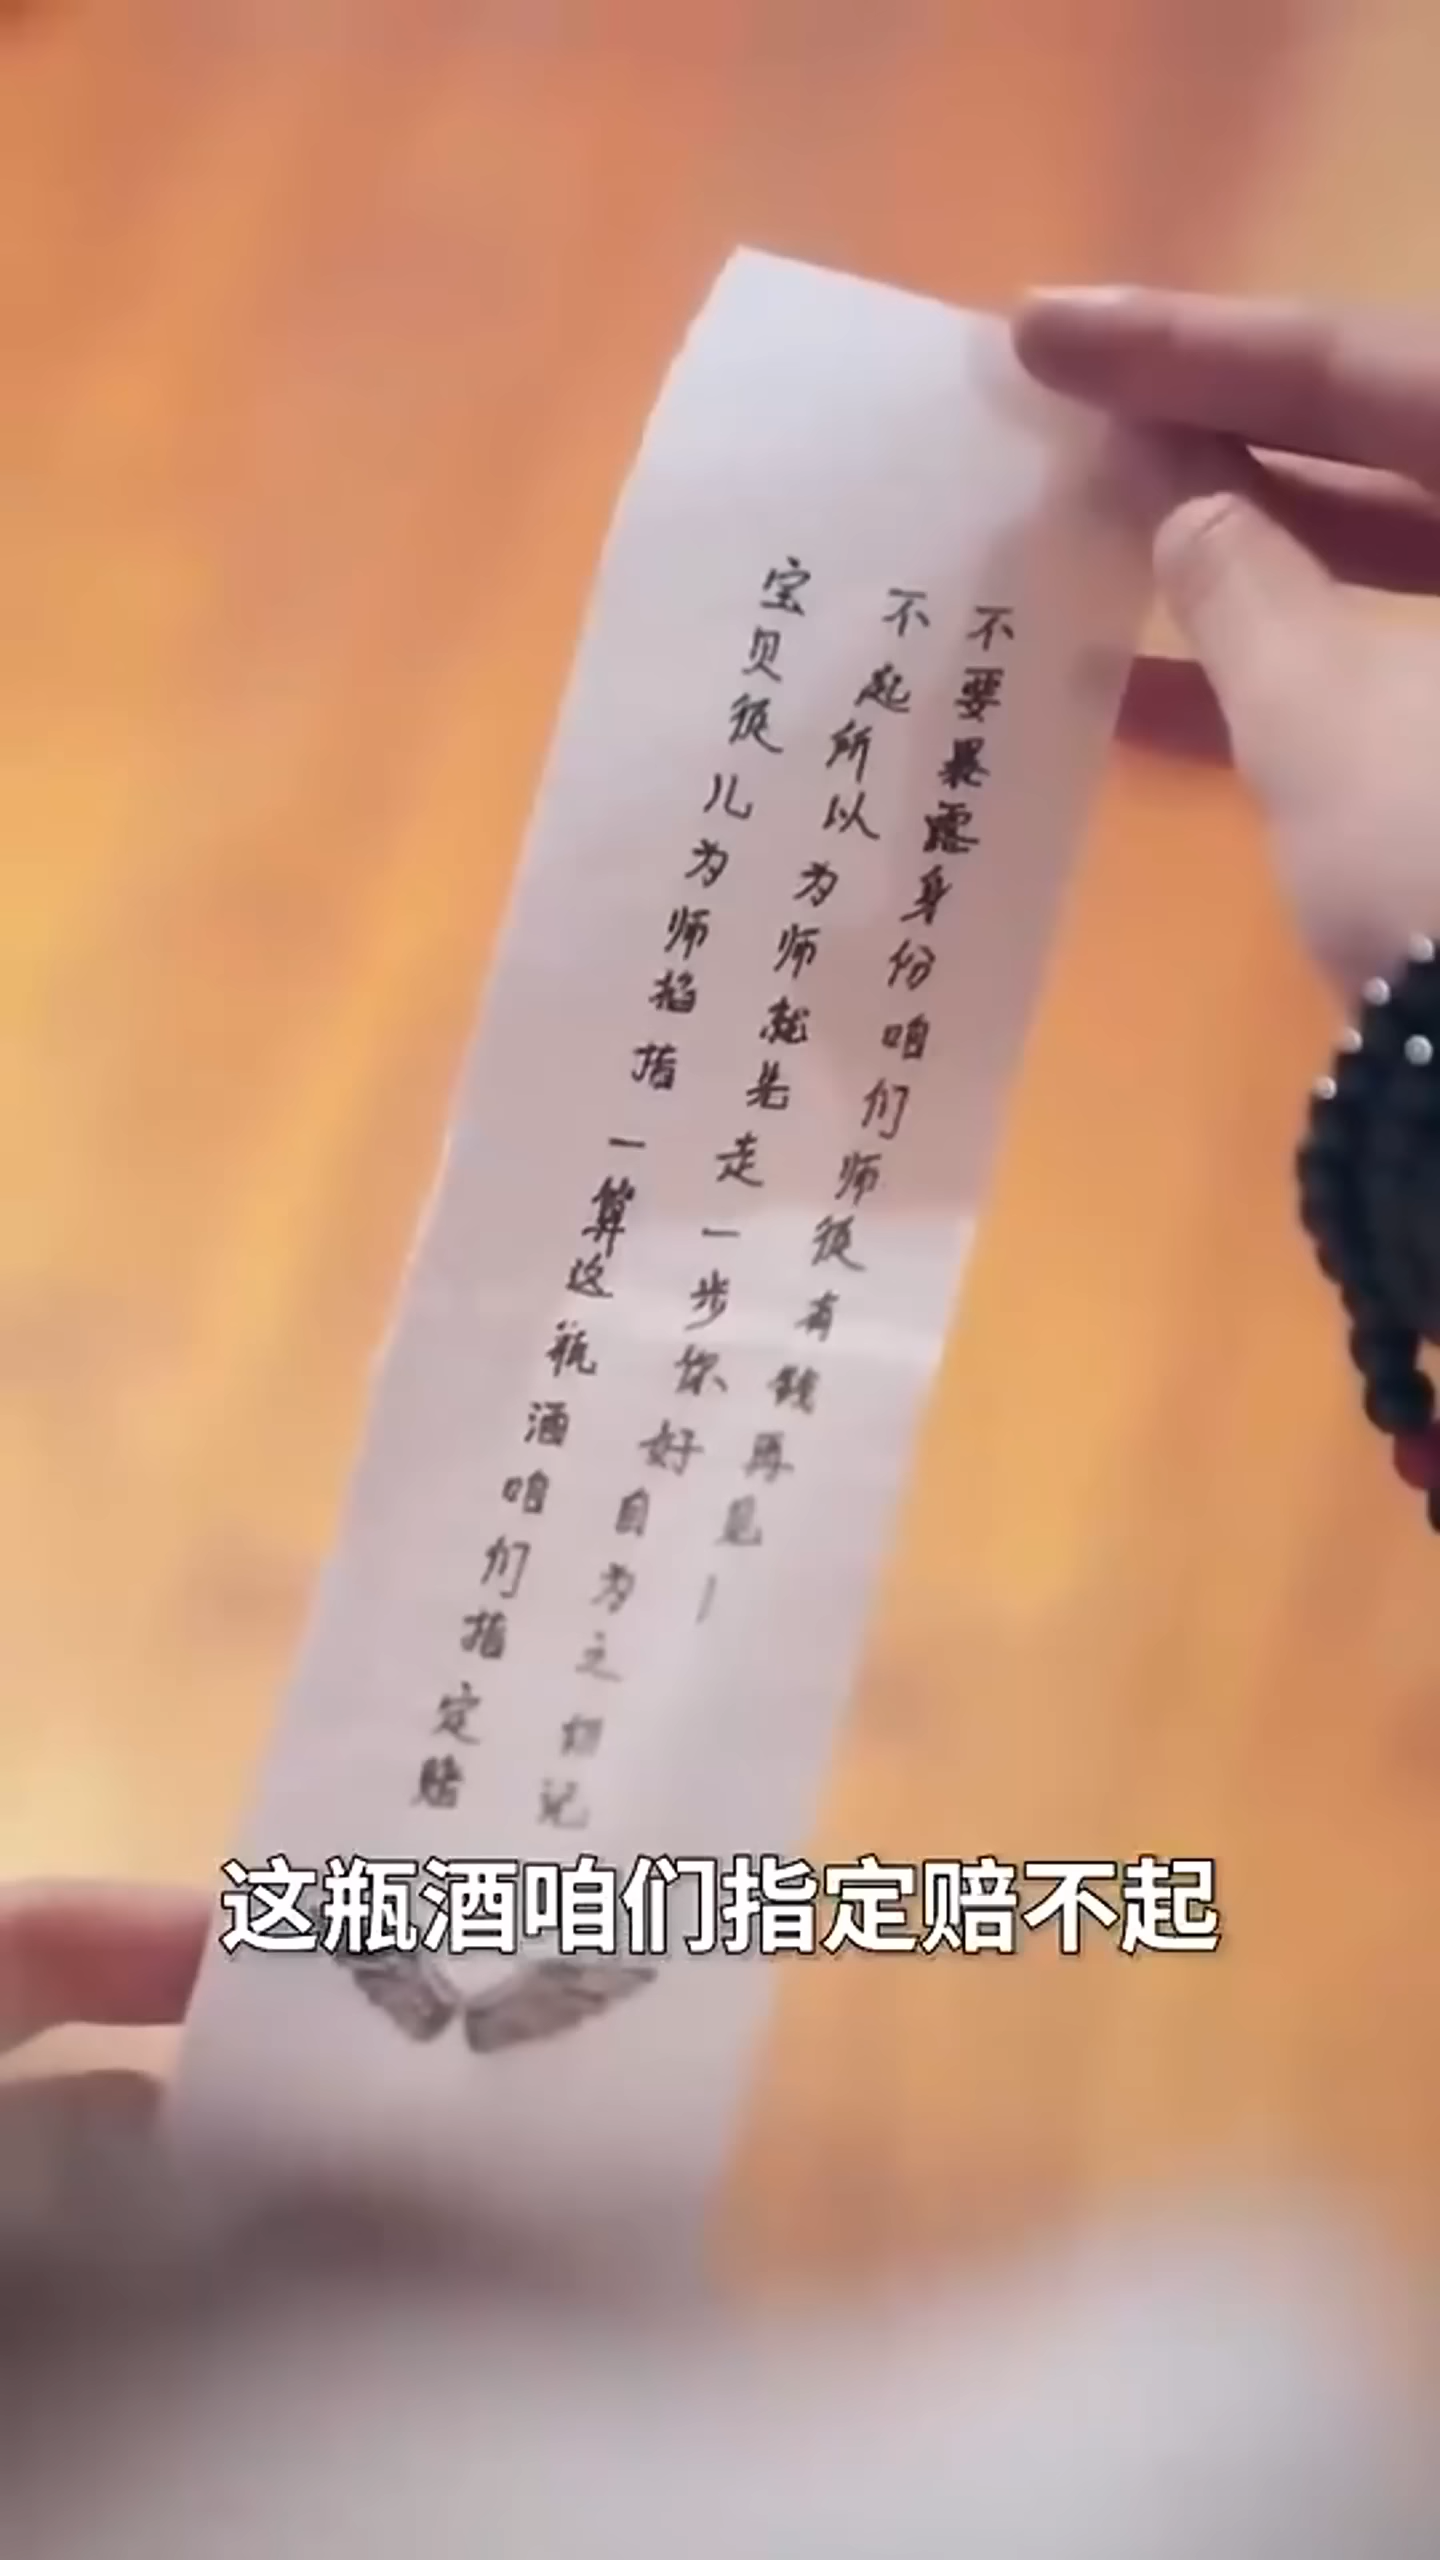 宝贝徒儿为师掐指一算这瓶酒咱们指定赔
不起所以为师就先走一步你好自为之切记
不要暴露身份咱们师徒有缘再见
这瓶酒咱们指定赔不起